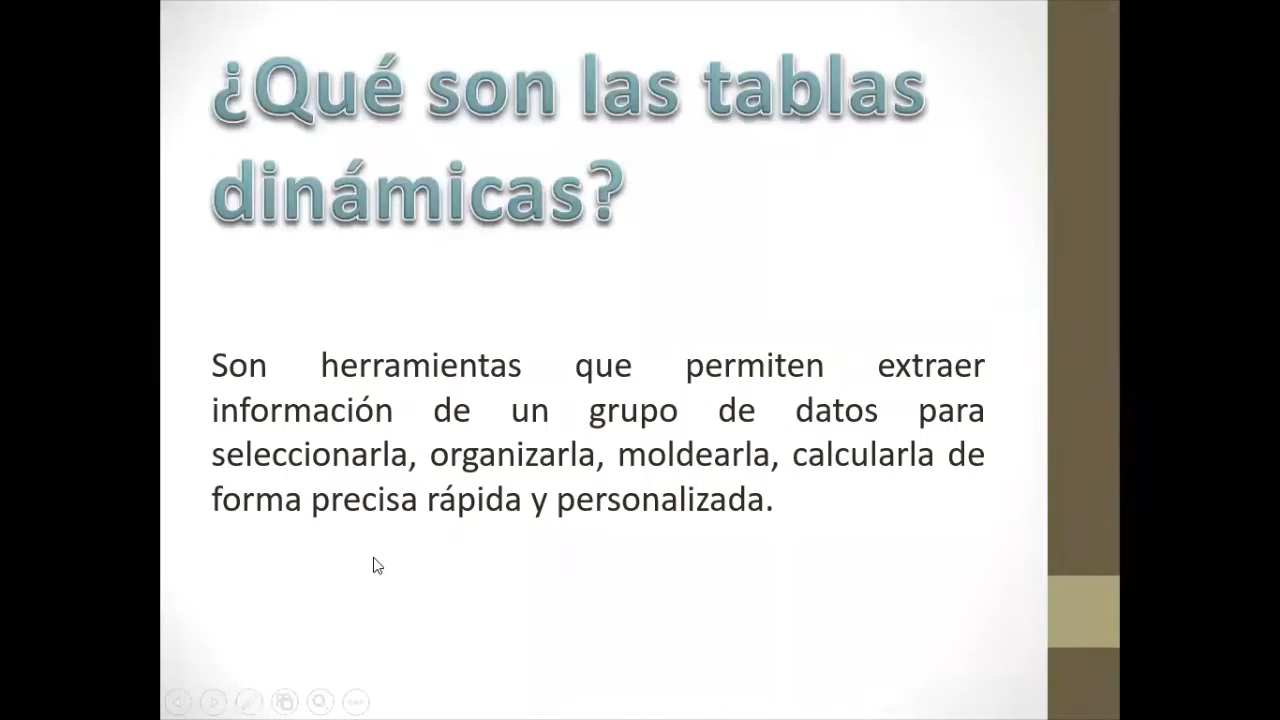 ¿Qué son las tablas
dinámicas?
Son herramientas que permiten extraer
información de un grupo de datos para
seleccionarla, organizarla, moldearla, calcularla de
forma precisa rápida y personalizada.